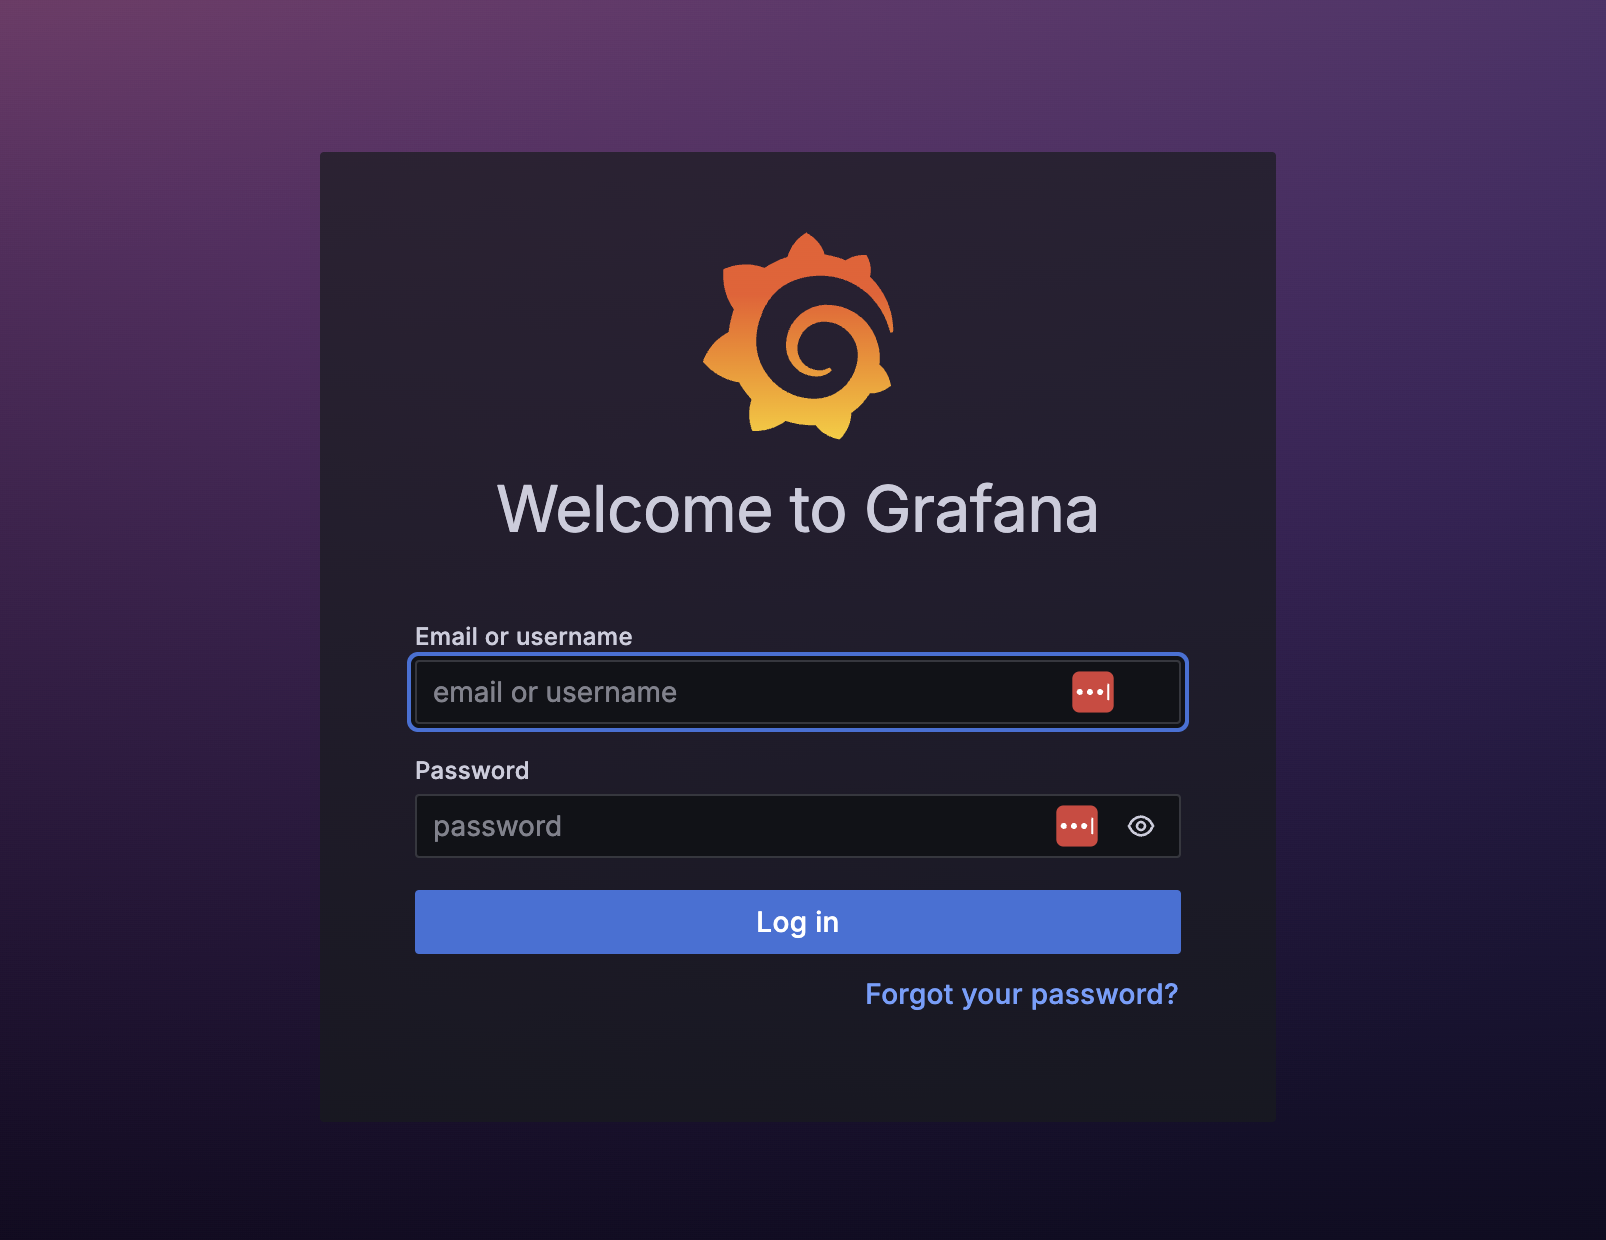 Welcome to Grafana
Email or username
email or username
Password
password
Log in
Forgot your password?